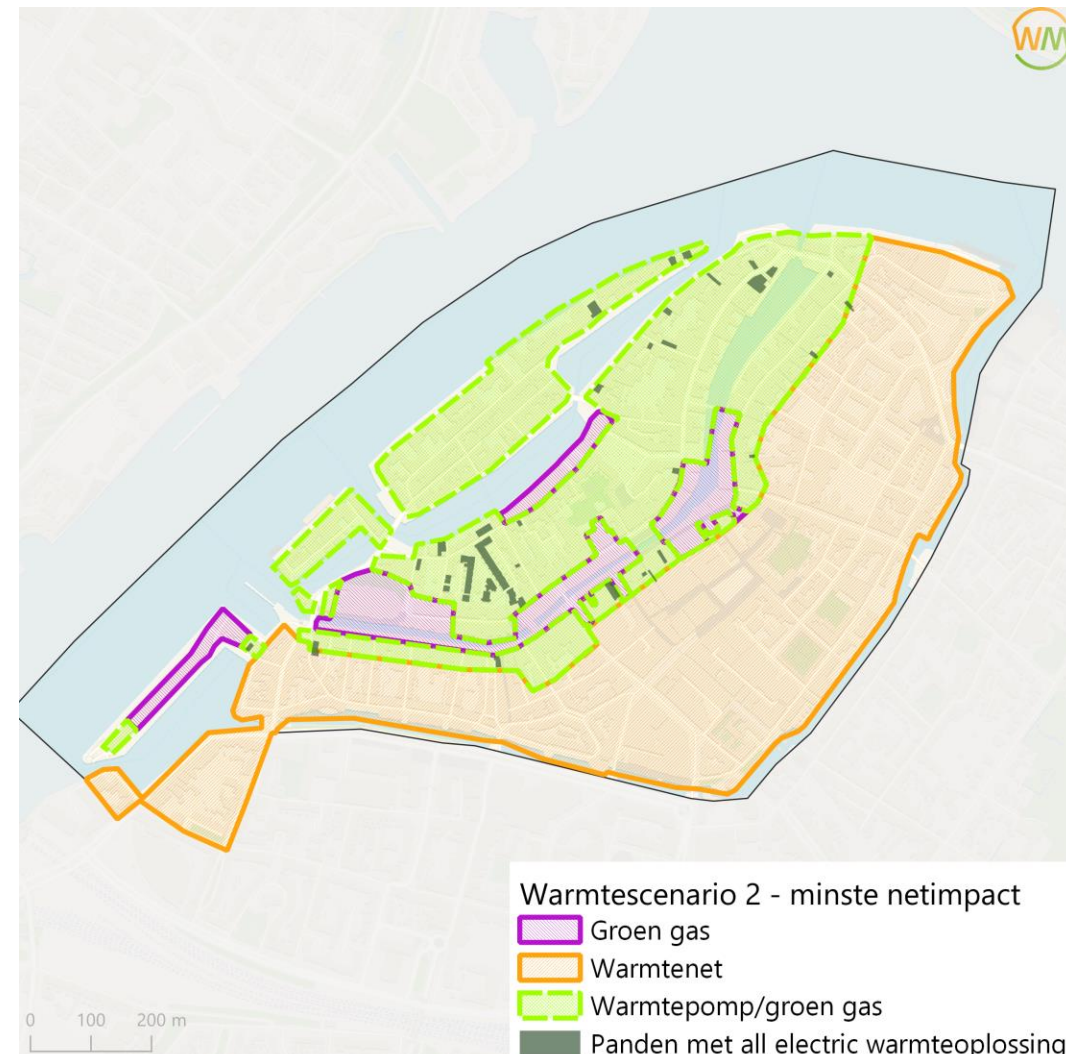 WM
Warmtescenario 2 - minste netimpact
Groen gas
Warmtenet
Warmtepomp/groen gas
Panden met all electric warmteoplossing
0 100 200 m